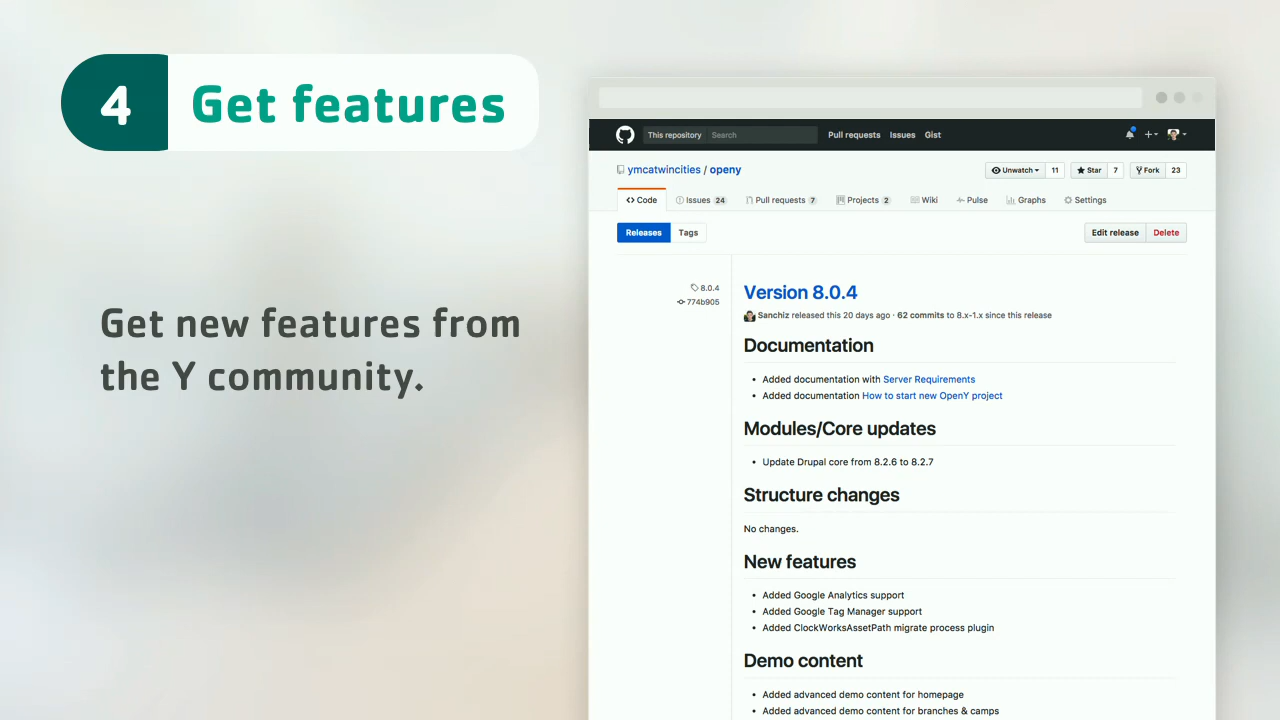 4 Get features
Get new features from
the Y community.
This repository Search Pull requests Issues Gist
ymcatwincities / openy
Unwatch 11 Star 7 Fork 23
Code Issues 24 Pull requests 7 Projects 2 Wiki Pulse Graphs Settings
Releases Tags Edit release Delete
8.0.4
774b905
Version 8.0.4
Sanchiz released this 20 days ago · 62 commits to 8.x-1.x since this release
Documentation
• Added documentation with Server Requirements
• Added documentation How to start new OpenY project
Modules/Core updates
• Update Drupal core from 8.2.6 to 8.2.7
Structure changes
No changes.
New features
• Added Google Analytics support
• Added Google Tag Manager support
• Added ClockWorksAssetPath migrate process plugin
Demo content
• Added advanced demo content for homepage
• Added advanced demo content for branches & camps